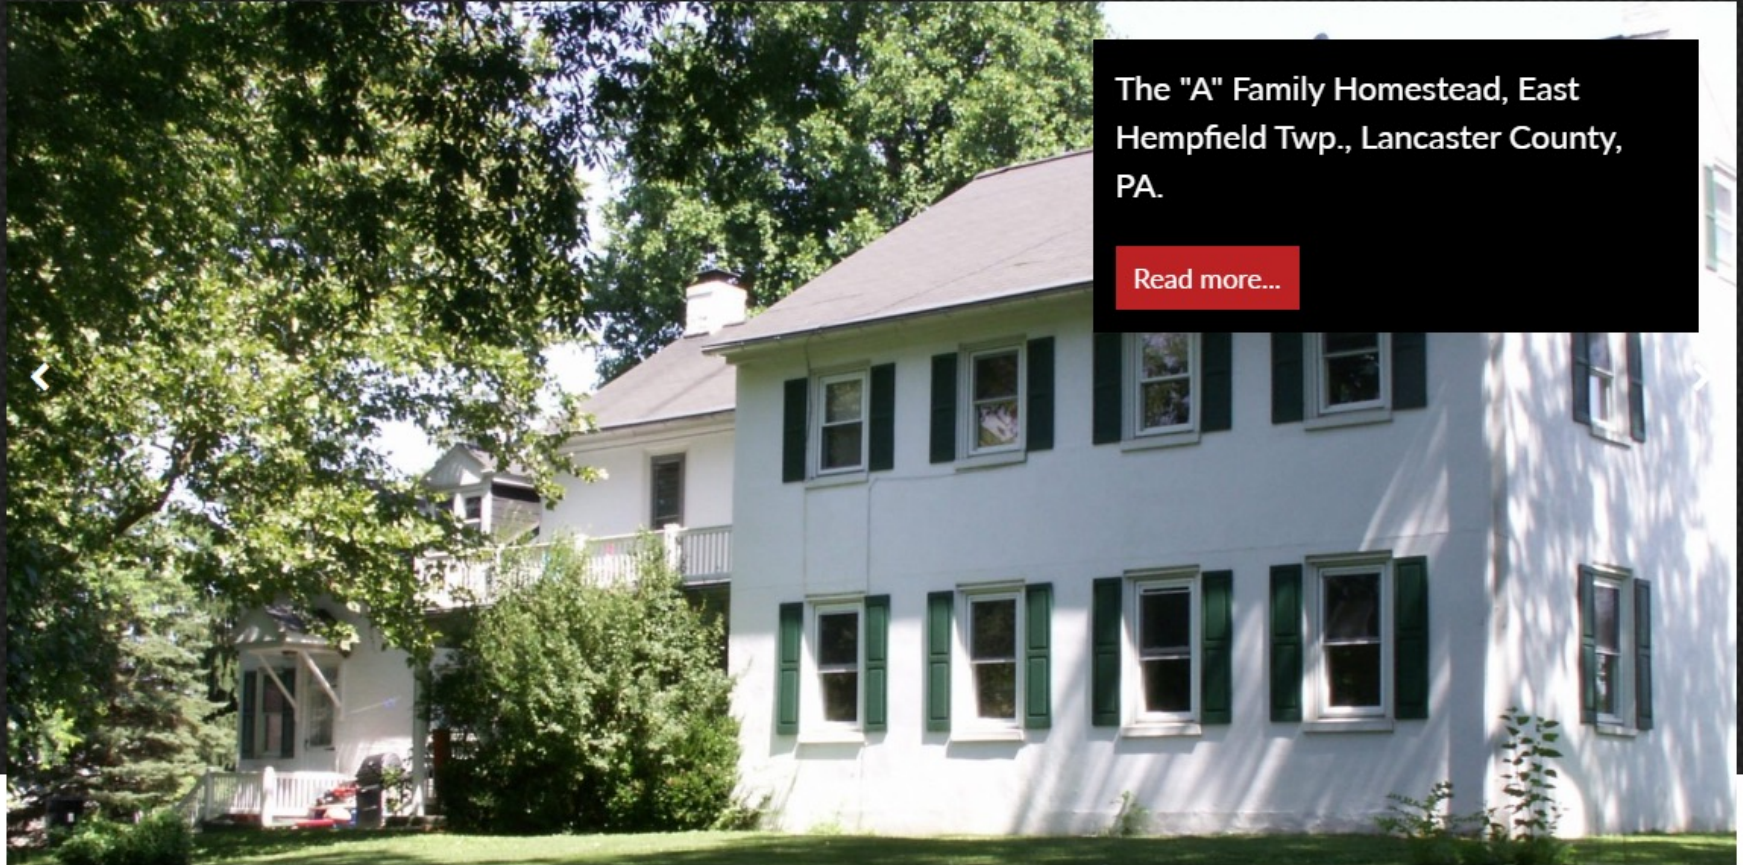 The "A" Family Homestead, East
Hempfield Twp., Lancaster County,
PA.
Read more...